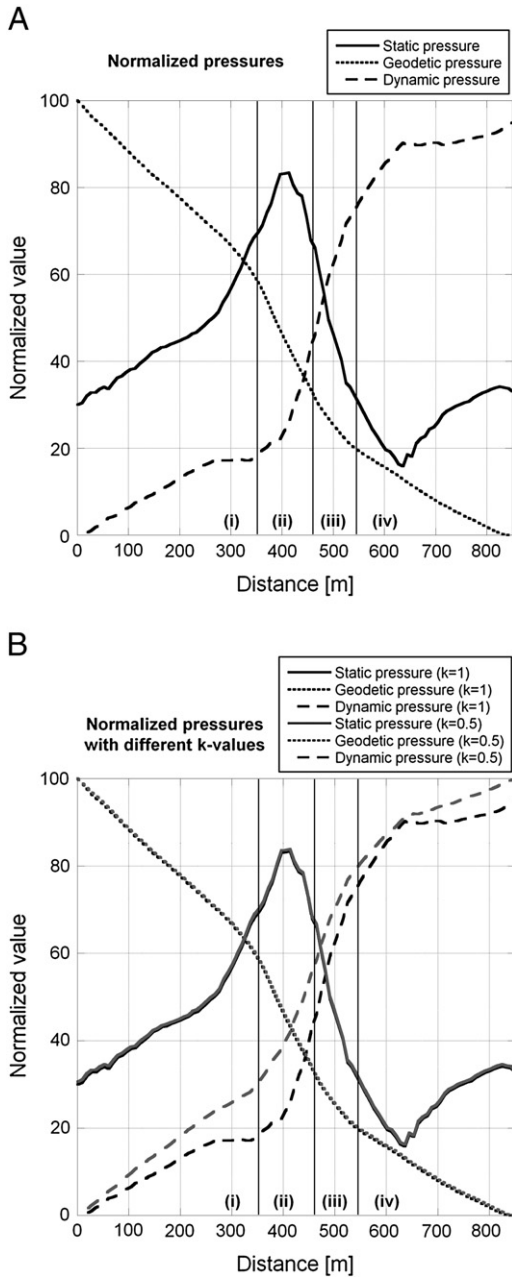 A
Normalized pressures
Static pressure
Geodetic pressure
Dynamic pressure
100
80
60
40
20
0
Normalized value
(i) (ii) (iii) (iv)
0 100 200 300 400 500 600 700 800
Distance [m]
B
Normalized pressures
with different k-values
Static pressure (k=1)
Geodetic pressure (k=1)
Dynamic pressure (k=1)
Static pressure (k=0.5)
Geodetic pressure (k=0.5)
Dynamic pressure (k=0.5)
100
80
60
40
20
0
Normalized value
(i) (ii) (iii) (iv)
0 100 200 300 400 500 600 700 800
Distance [m]